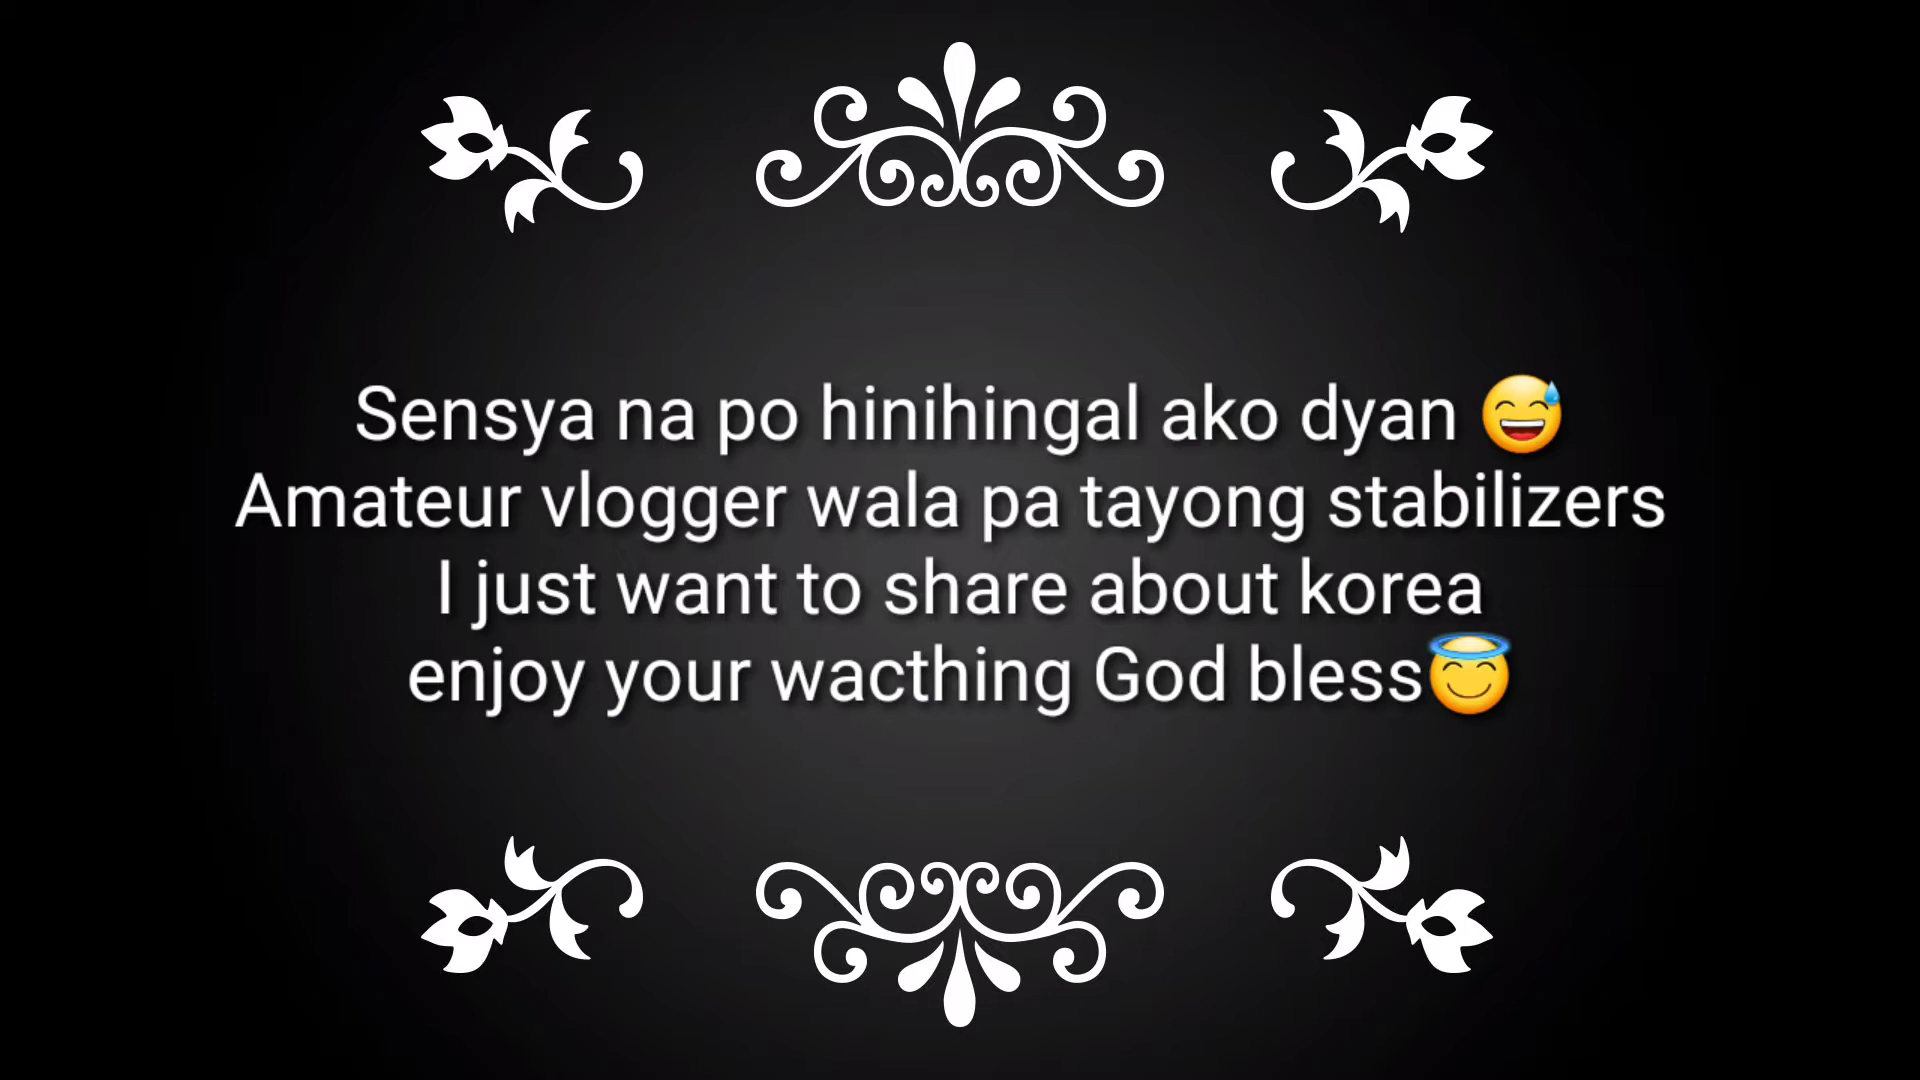 Sensya na po hinihingal ako dyan 😅
Amateur vlogger wala pa tayong stabilizers
I just want to share about korea
enjoy your wacthing God bless😇